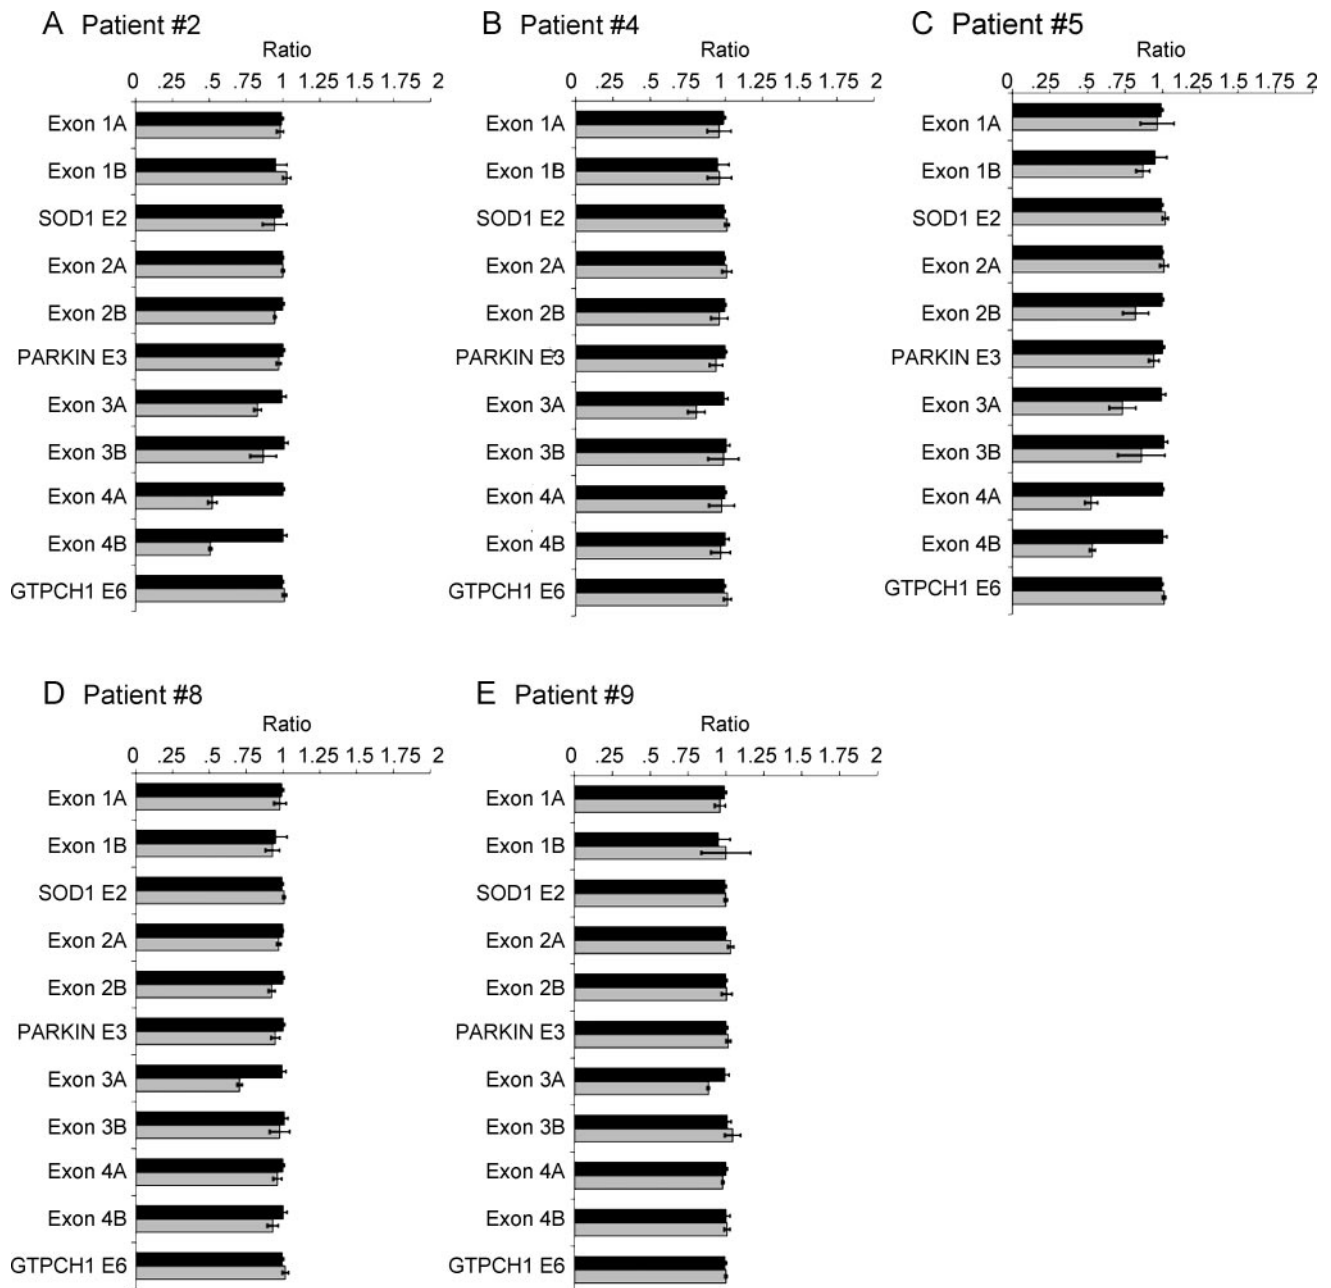 A Patient #2
Ratio
0 .25 .5 .75 1 1.25 1.5 1.75 2
Exon 1A
Exon 1B
SOD1 E2
Exon 2A
Exon 2B
PARKIN E3
Exon 3A
Exon 3B
Exon 4A
Exon 4B
GTPCH1 E6
B Patient #4
Ratio
0 .25 .5 .75 1 1.25 1.5 1.75 2
Exon 1A
Exon 1B
SOD1 E2
Exon 2A
Exon 2B
PARKIN E3
Exon 3A
Exon 3B
Exon 4A
Exon 4B
GTPCH1 E6
C Patient #5
Ratio
0 .25 .5 .75 1 1.25 1.5 1.75 2
Exon 1A
Exon 1B
SOD1 E2
Exon 2A
Exon 2B
PARKIN E3
Exon 3A
Exon 3B
Exon 4A
Exon 4B
GTPCH1 E6
D Patient #8
Ratio
0 .25 .5 .75 1 1.25 1.5 1.75 2
Exon 1A
Exon 1B
SOD1 E2
Exon 2A
Exon 2B
PARKIN E3
Exon 3A
Exon 3B
Exon 4A
Exon 4B
GTPCH1 E6
E Patient #9
Ratio
0 .25 .5 .75 1 1.25 1.5 1.75 2
Exon 1A
Exon 1B
SOD1 E2
Exon 2A
Exon 2B
PARKIN E3
Exon 3A
Exon 3B
Exon 4A
Exon 4B
GTPCH1 E6